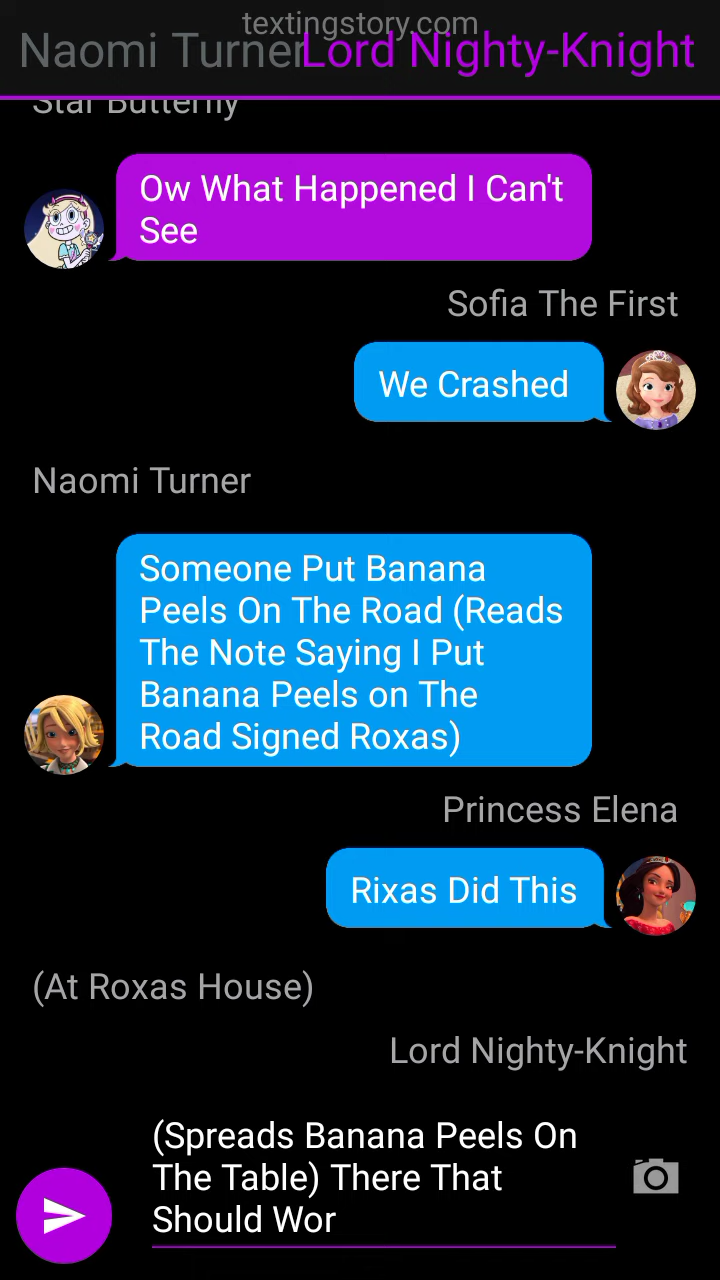 textingstory.com
Naomi Turner Lord Nighty-Knight
Star Butterfly
Ow What Happened I Can't
See
Sofia The First
We Crashed
Naomi Turner
Someone Put Banana
Peels On The Road (Reads
The Note Saying I Put
Banana Peels on The
Road Signed Roxas)
Princess Elena
Rixas Did This
(At Roxas House)
Lord Nighty-Knight
(Spreads Banana Peels On
The Table) There That
Should Wor